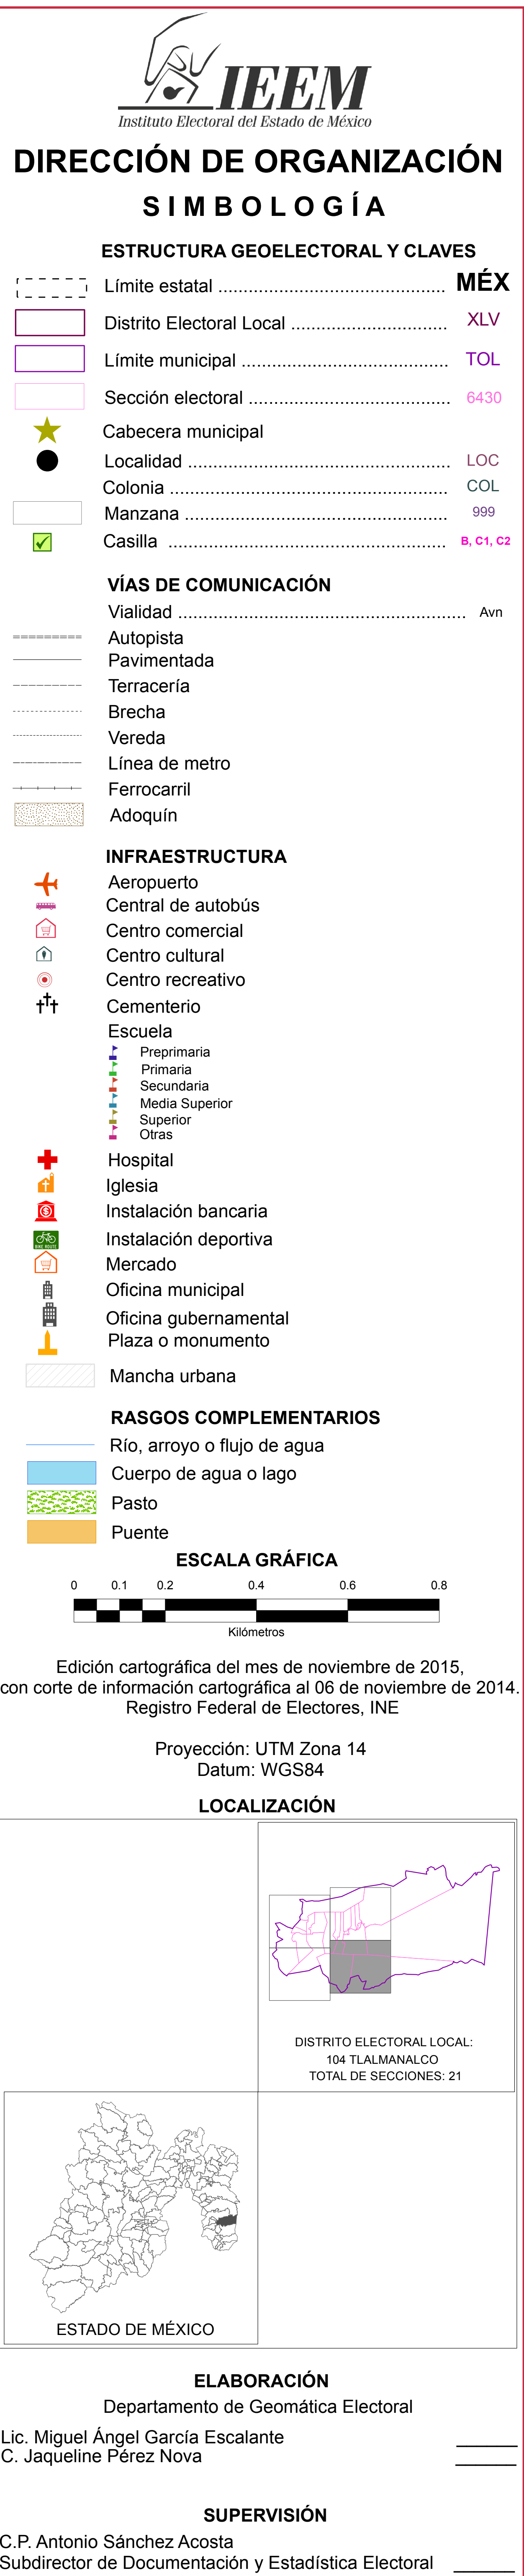 IEEM
Instituto Electoral del Estado de México
DIRECCIÓN DE ORGANIZACIÓN
SIMBOLOGÍA
ESTRUCTURA GEOELECTORAL Y CLAVES
Límite estatal ............................................. MÉX
Distrito Electoral Local ............................... XLV
Límite municipal ......................................... TOL
Sección electoral ........................................ 6430
Cabecera municipal
Localidad .................................................... LOC
Colonia ........................................................ COL
Manzana ..................................................... 999
Casilla ....................................................... B, C1, C2
VÍAS DE COMUNICACIÓN
Vialidad ......................................................... Avn
Autopista
Pavimentada
Terracería
Brecha
Vereda
Línea de metro
Ferrocarril
Adoquín
INFRAESTRUCTURA
Aeropuerto
Central de autobús
Centro comercial
Centro cultural
Centro recreativo
Cementerio
Escuela
Preprimaria
Primaria
Secundaria
Media Superior
Superior
Otras
Hospital
Iglesia
Instalación bancaria
BIKE ROUTE Instalación deportiva
Mercado
Oficina municipal
Oficina gubernamental
Plaza o monumento
Mancha urbana
RASGOS COMPLEMENTARIOS
Río, arroyo o flujo de agua
Cuerpo de agua o lago
Pasto
Puente
ESCALA GRÁFICA
0 0.1 0.2 0.4 0.6 0.8
Kilómetros
Edición cartográfica del mes de noviembre de 2015,
con corte de información cartográfica al 06 de noviembre de 2014.
Registro Federal de Electores, INE
Proyección: UTM Zona 14
Datum: WGS84
LOCALIZACIÓN
DISTRITO ELECTORAL LOCAL:
104 TLALMANALCO
TOTAL DE SECCIONES: 21
ESTADO DE MÉXICO
ELABORACIÓN
Departamento de Geomática Electoral
Lic. Miguel Ángel García Escalante ______
C. Jaqueline Pérez Nova ______
SUPERVISIÓN
C.P. Antonio Sánchez Acosta
Subdirector de Documentación y Estadística Electoral ______